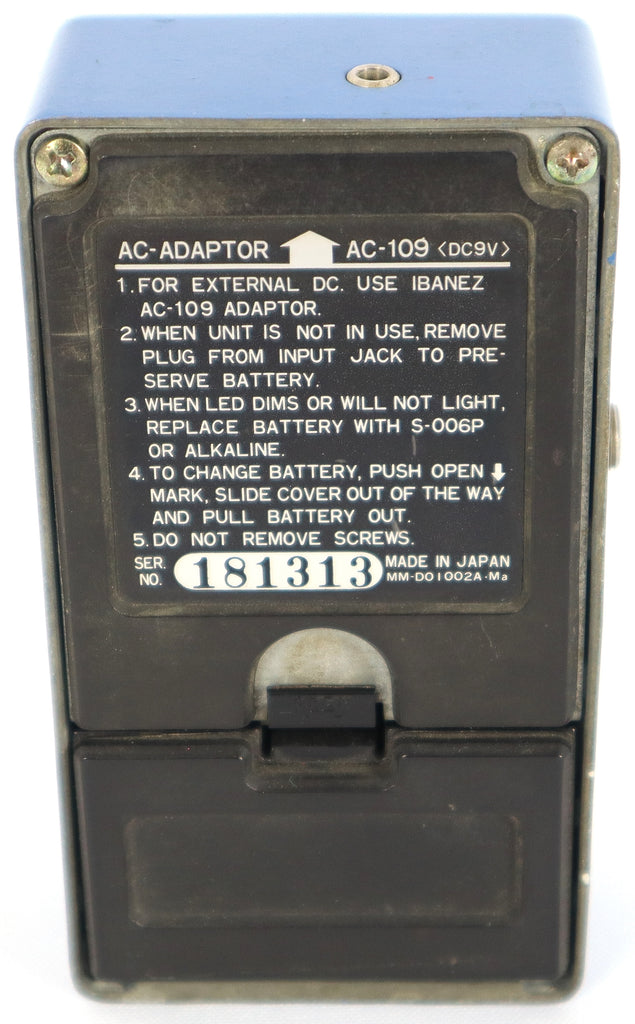 AC-ADAPTOR AC-109 <DC9V>
1. FOR EXTERNAL DC. USE IBANEZ
AC-109 ADAPTOR.
2. WHEN UNIT IS NOT IN USE, REMOVE
PLUG FROM INPUT JACK TO PRE-
SERVE BATTERY.
3. WHEN LED DIMS OR WILL NOT LIGHT,
REPLACE BATTERY WITH S-006P
OR ALKALINE.
4. TO CHANGE BATTERY, PUSH OPEN
MARK, SLIDE COVER OUT OF THE WAY
AND PULL BATTERY OUT.
5. DO NOT REMOVE SCREWS.
SER. NO. 181313 MADE IN JAPAN
MM-DO1002A·Ma